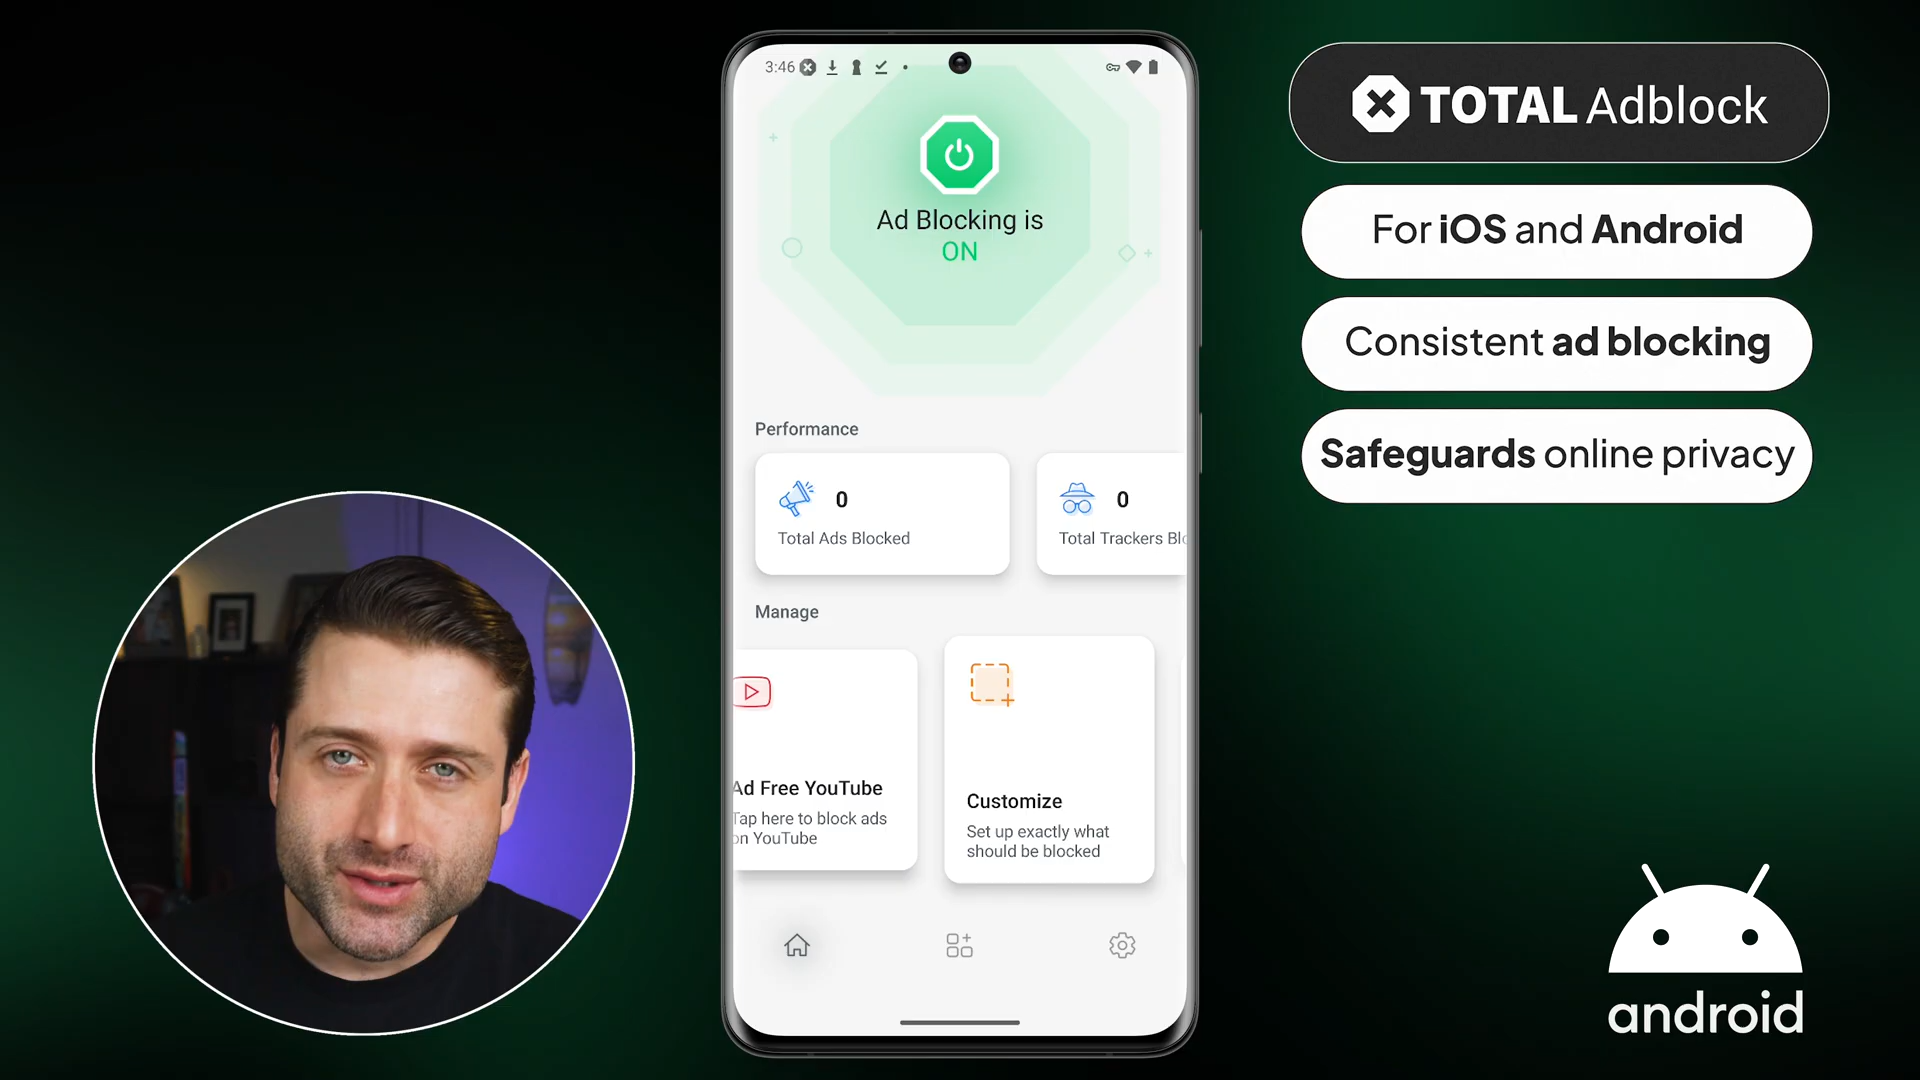 3:46
Ad Blocking is
ON
Performance
0
Total Ads Blocked
0
Total Trackers Blo
Manage
Ad Free YouTube
Tap here to block ads
on YouTube
Customize
Set up exactly what
should be blocked
TOTAL Adblock
For iOS and Android
Consistent ad blocking
Safeguards online privacy
android